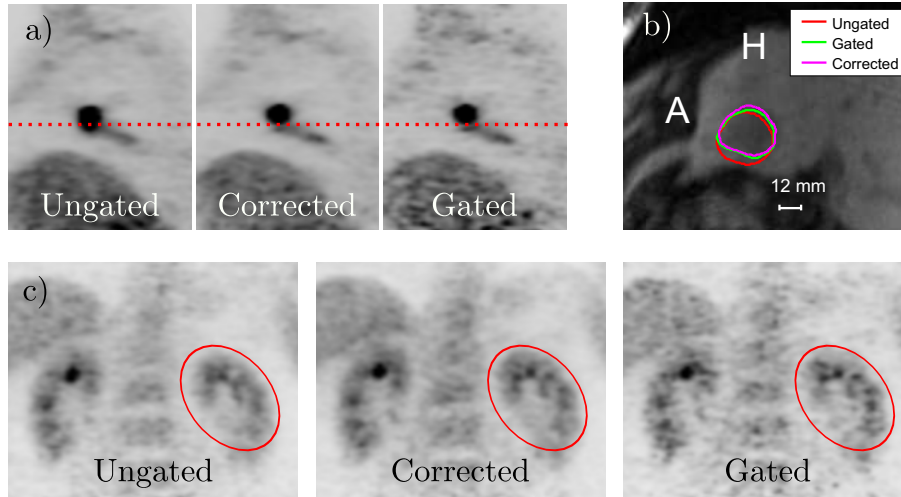 a)
Ungated
Corrected
Gated
b)
H
A
Ungated
Gated
Corrected
12 mm
c)
Ungated
Corrected
Gated